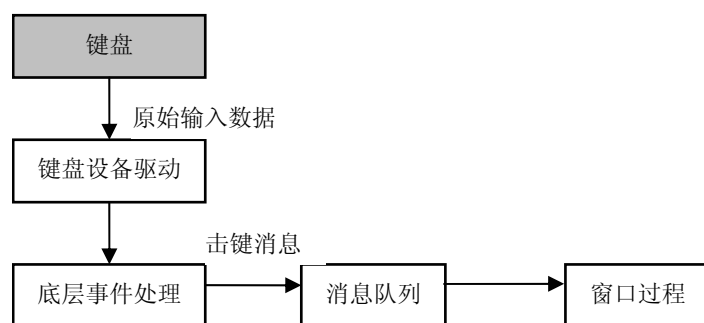 键盘
原始输入数据
键盘设备驱动
击键消息
底层事件处理
消息队列
窗口过程